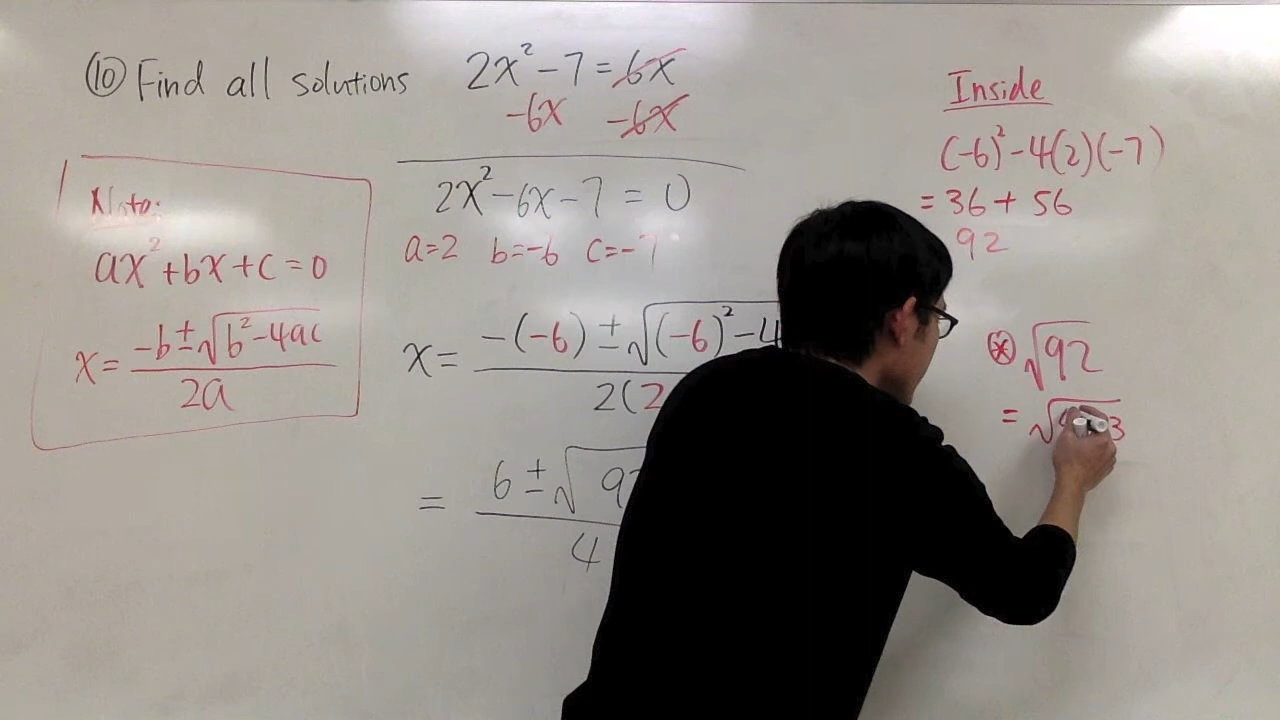 ⑩ Find all solutions 2x² - 7 = 6x
-6x -6x
2x² - 6x - 7 = 0
a=2 b=-6 c=-7
x = -(-6) ± √(-6)² - 4
2(2
= 6 ± √9
4
Note:
ax² + bx + c = 0
x = -b ± √b² - 4ac
2a
Inside
(-6)² - 4(2)(-7)
= 36 + 56
92
⊛ √92
= √ 3